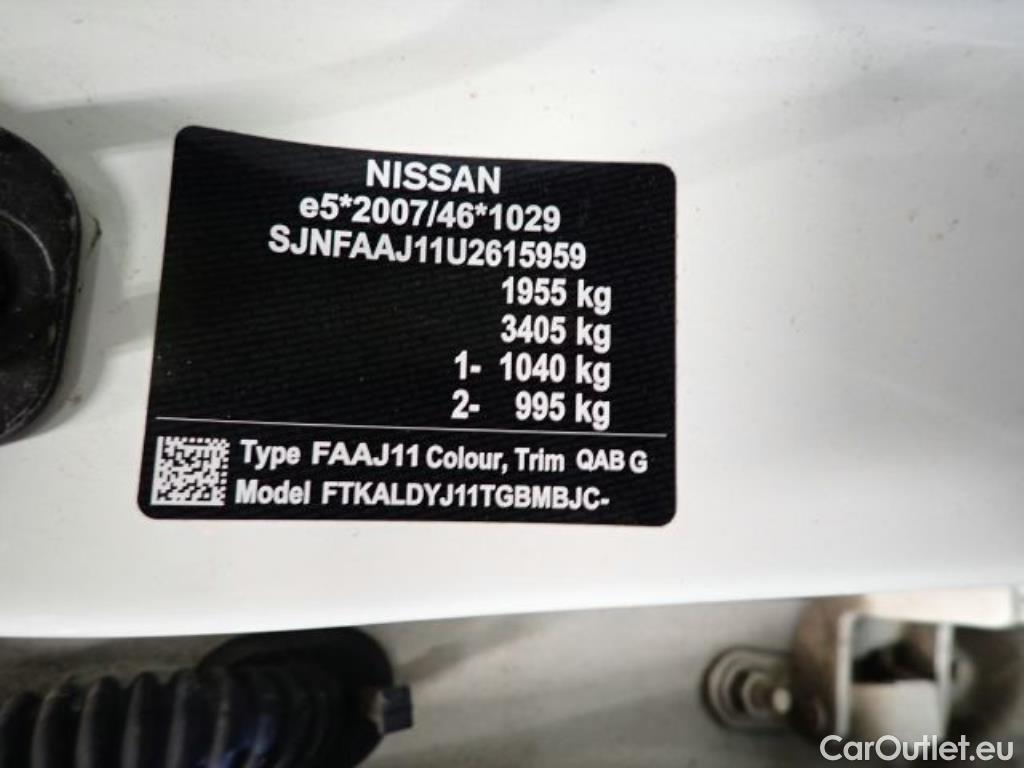 NISSAN
e5*2007/46*1029
SJNFAAJ11U2615959
1955 kg
3405 kg
1- 1040 kg
2- 995 kg
Type FAAJ11 Colour, Trim QAB G
Model FTKALDYJ11TGBMBJC-
CarOutlet.eu